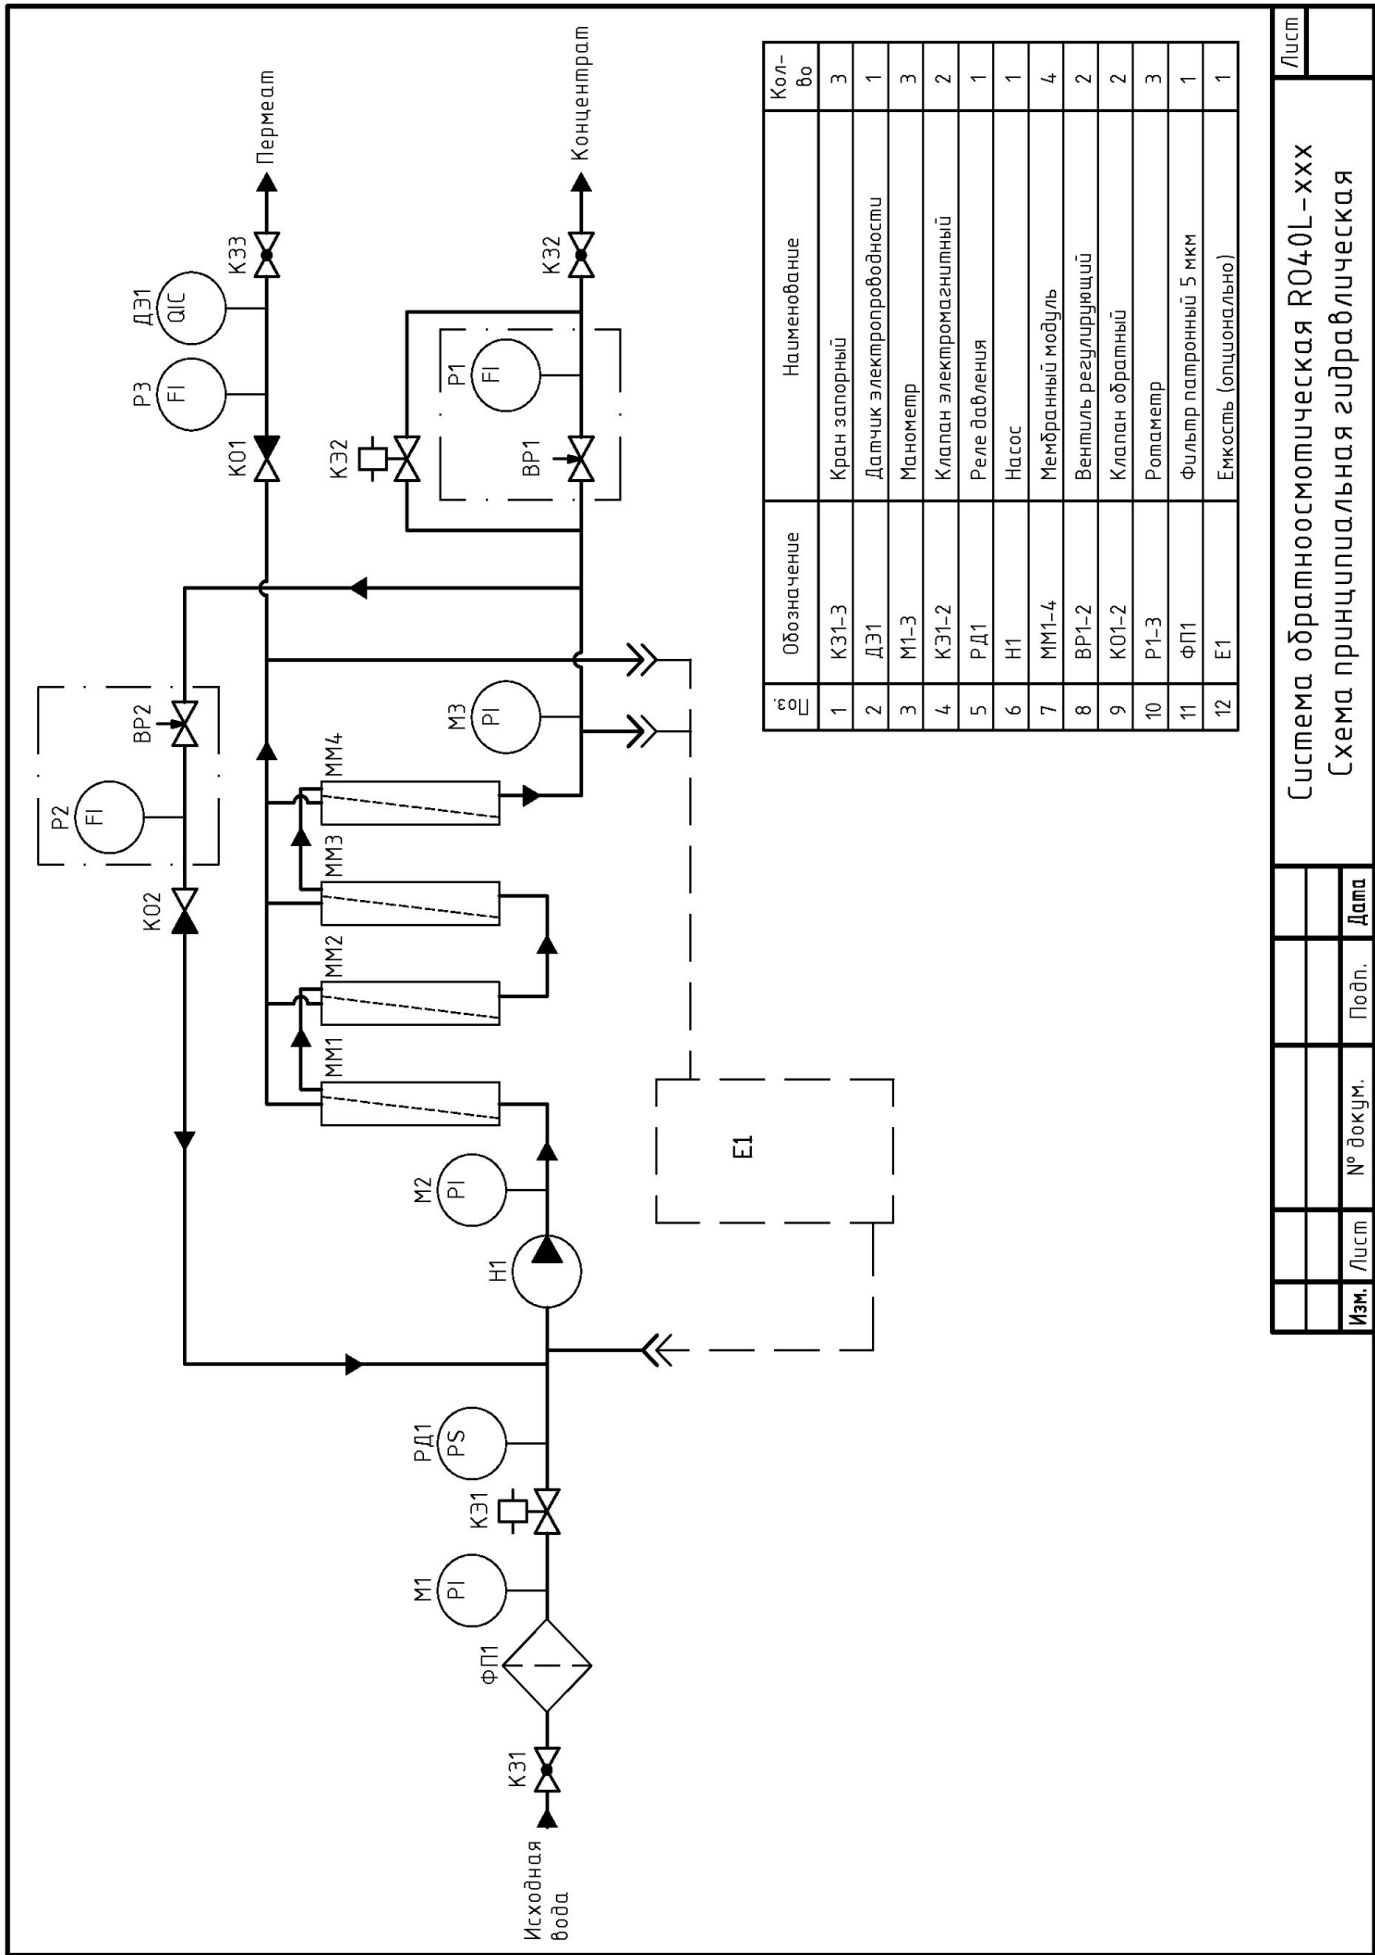 Р2
FI
ВР2
КО2
Р3
FI
ДЭ1
QIC
КО1
КЗ3
Пермеат
ММ1
ММ2
ММ3
ММ4
КЭ2
Р1
FI
ВР1
КЗ2
Концентрат
М3
PI
М2
PI
Н1
РД1
PS
КЭ1
М1
PI
ФП1
КЗ1
Исходная
вода
Е1
Поз. Обозначение Наименование Кол-
во
1 КЗ1-3 Кран запорный 3
2 ДЭ1 Датчик электропроводности 1
3 М1-3 Манометр 3
4 КЭ1-2 Клапан электромагнитный 2
5 РД1 Реле давления 1
6 Н1 Насос 1
7 ММ1-4 Мембранный модуль 4
8 ВР1-2 Вентиль регулирующий 2
9 КО1-2 Клапан обратный 2
10 Р1-3 Ротаметр 3
11 ФП1 Фильтр патронный 5 мкм 1
12 Е1 Емкость (опционально) 1
Система обратноосмотическая RO40L-xxx
Схема принципиальная гидравлическая
Лист
Изм. Лист № докум. Подп. Дата